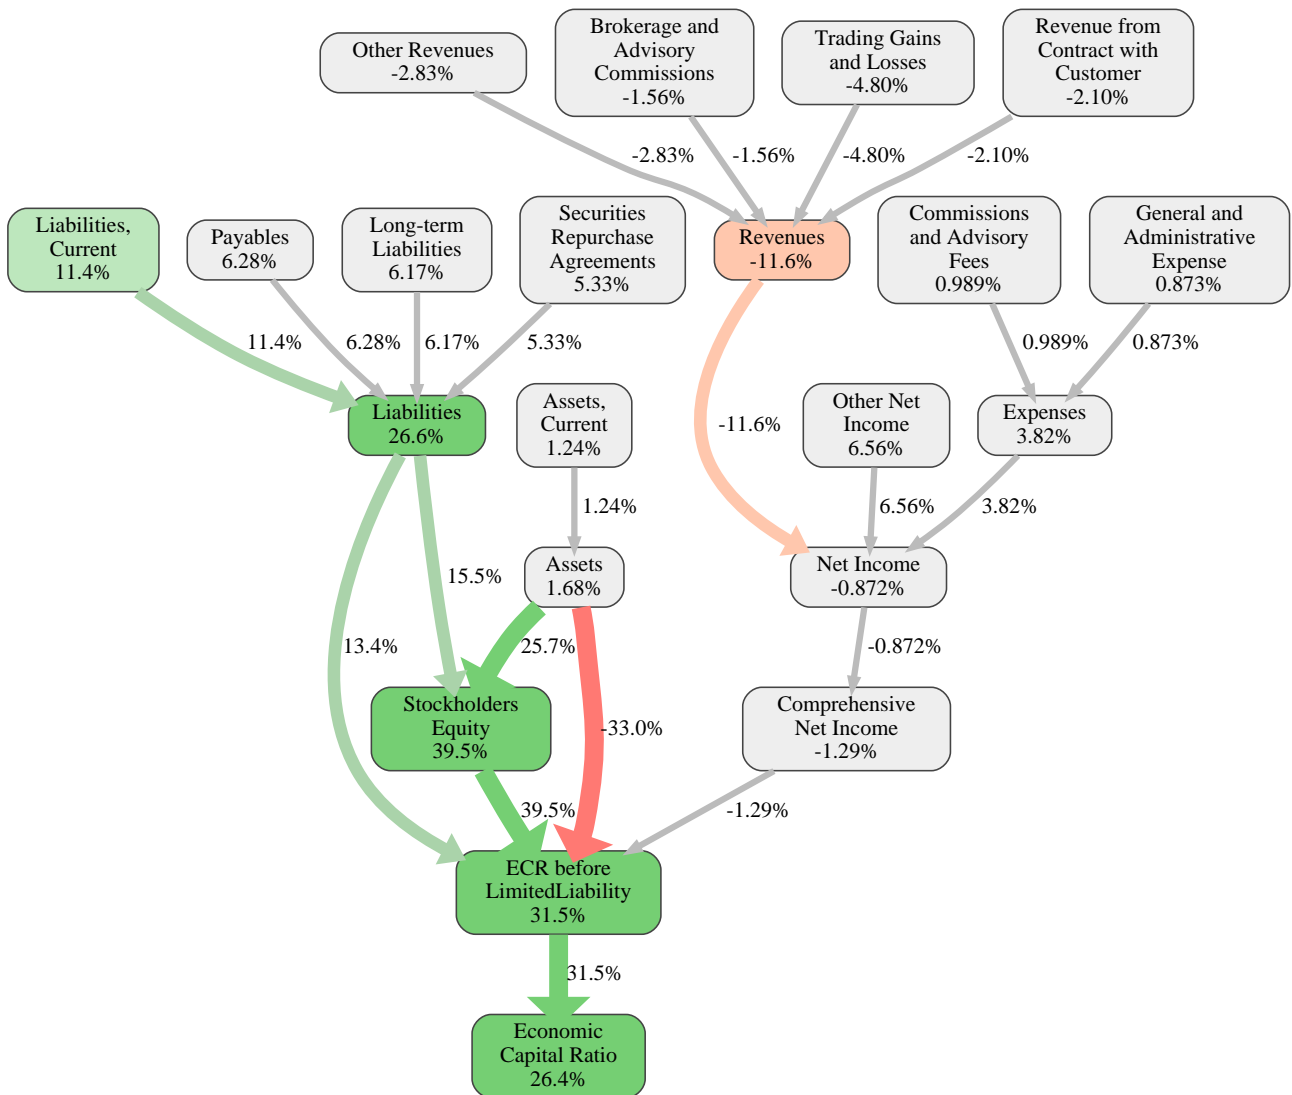 Other Revenues
-2.83%
Brokerage and
Advisory
Commissions
-1.56%
Trading Gains
and Losses
-4.80%
Revenue from
Contract with
Customer
-2.10%
-2.83%
-1.56%
-4.80%
-2.10%
Liabilities,
Current
11.4%
Payables
6.28%
Long-term
Liabilities
6.17%
Securities
Repurchase
Agreements
5.33%
Revenues
-11.6%
Commissions
and Advisory
Fees
0.989%
General and
Administrative
Expense
0.873%
11.4%
6.28%
6.17%
5.33%
0.989%
0.873%
Liabilities
26.6%
Assets,
Current
1.24%
-11.6%
Other Net
Income
6.56%
Expenses
3.82%
1.24%
6.56%
3.82%
15.5%
Assets
1.68%
Net Income
-0.872%
13.4%
25.7%
-33.0%
-0.872%
Stockholders
Equity
39.5%
Comprehensive
Net Income
-1.29%
39.5%
-1.29%
ECR before
LimitedLiability
31.5%
31.5%
Economic
Capital Ratio
26.4%